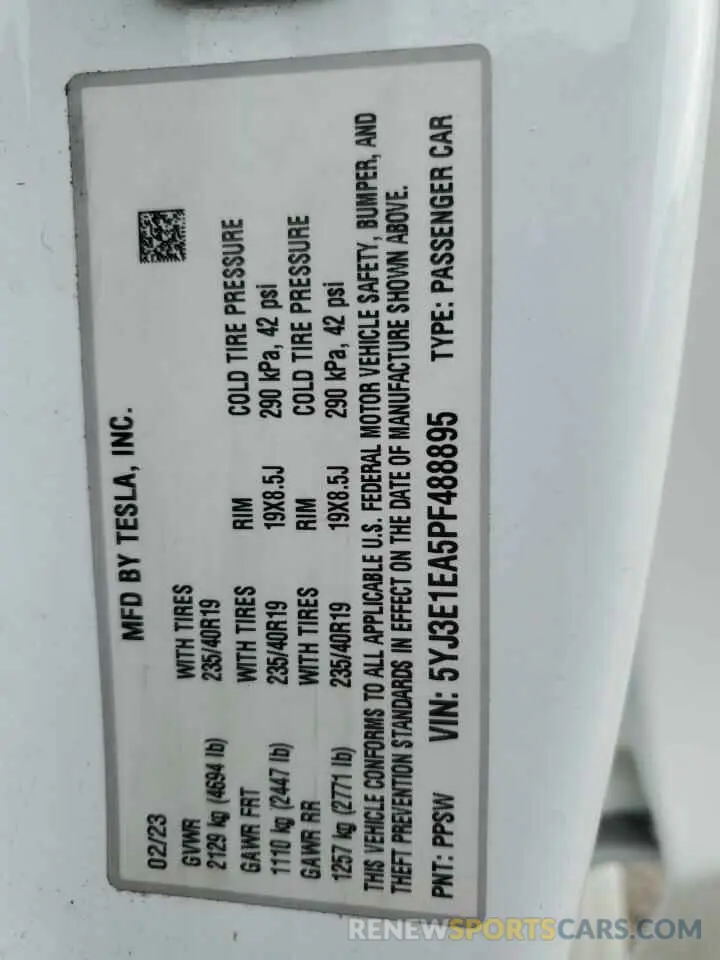 MFD BY TESLA, INC.
02/23
GVWR WITH TIRES
2129 kg (4694 lb) 235/40R19
GAWR FRT WITH TIRES RIM COLD TIRE PRESSURE
1110 kg (2447 lb) 235/40R19 19X8.5J 290 kPa, 42 psi
GAWR RR WITH TIRES RIM COLD TIRE PRESSURE
1257 kg (2771 lb) 235/40R19 19X8.5J 290 kPa, 42 psi
THIS VEHICLE CONFORMS TO ALL APPLICABLE U.S. FEDERAL MOTOR VEHICLE SAFETY, BUMPER, AND
THEFT PREVENTION STANDARDS IN EFFECT ON THE DATE OF MANUFACTURE SHOWN ABOVE.
PNT: PPSW VIN: 5YJ3E1EA5PF488895 TYPE: PASSENGER CAR
RENEWSPORTSCARS.COM